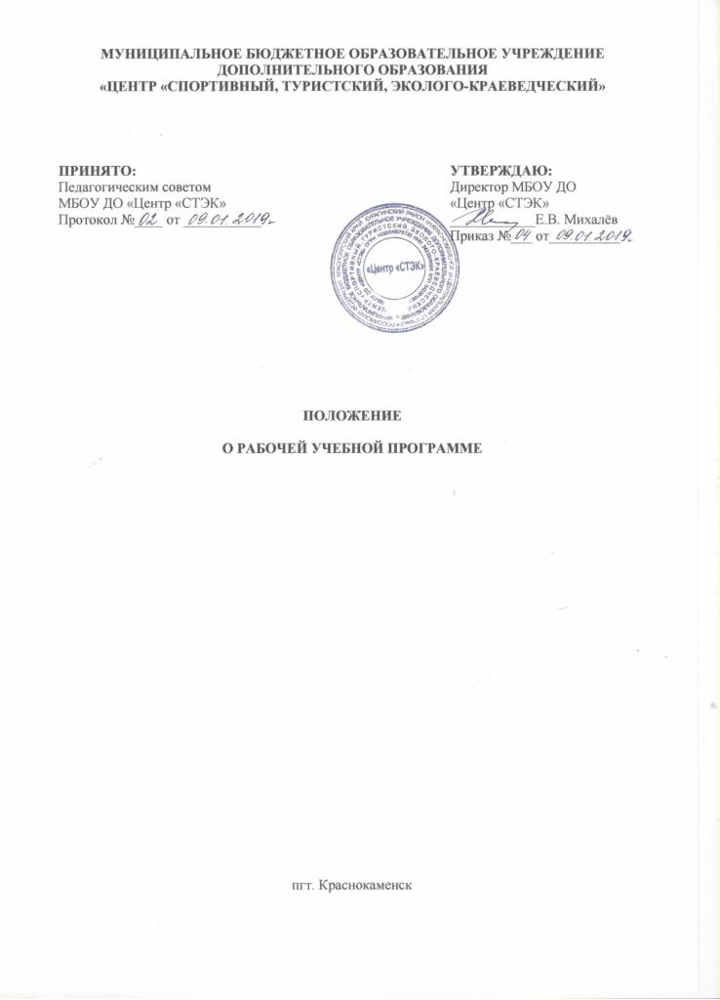 МУНИЦИПАЛЬНОЕ БЮДЖЕТНОЕ ОБРАЗОВАТЕЛЬНОЕ УЧРЕЖДЕНИЕ
ДОПОЛНИТЕЛЬНОГО ОБРАЗОВАНИЯ
«ЦЕНТР «СПОРТИВНЫЙ, ТУРИСТСКИЙ, ЭКОЛОГО-КРАЕВЕДЧЕСКИЙ»
ПРИНЯТО:
Педагогическим советом
МБОУ ДО «Центр «СТЭК»
Протокол № 02 от 09.01.2019г.
УТВЕРЖДАЮ:
Директор МБОУ ДО
«Центр «СТЭК»
Е.В. Михалёв
Приказ № 04 от 09.01.2019г.
«Центр «СТЭК»
ПОЛОЖЕНИЕ
О РАБОЧЕЙ УЧЕБНОЙ ПРОГРАММЕ
пгт. Краснокаменск